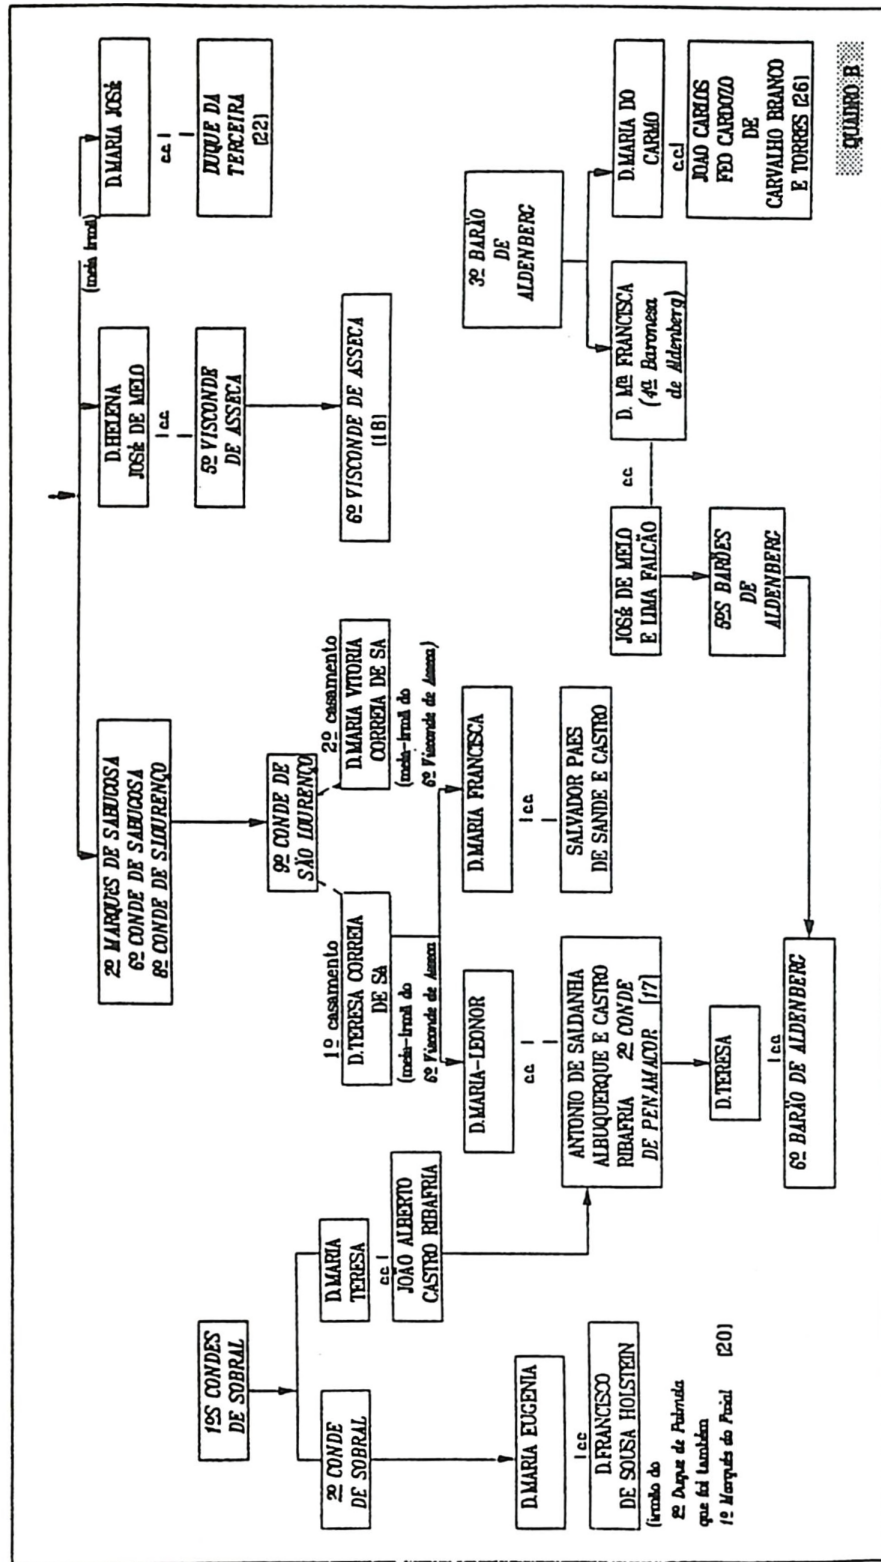 1ºS CONDES
DE SOBRAL
2º CONDE
DE SOBRAL
D.MARIA
TERESA
c.c
JOÃO ALBERTO
CASTRO RIBAFRIA
D.MARIA EUGENIA
c.c
D.FRANCISCO
DE SOUSA HOLSTEIN
(irmão do
2º Duque de Palmela
que foi também
1º Marquês do Faial (20)
2º MARQUÊS DE SABUCOSA
6º CONDE DE SABUCOSA
8º CONDE DE S.LOURENÇO
9º CONDE DE
SÃO LOURENÇO
1º casamento
D.TERESA CORREIA
DE SÁ
(meia-irmã do
6º Visconde de Asseca
2º casamento
D.MARIA VITORIA
CORREIA DE SA
(meia-irmã do
6º Visconde de Asseca)
D.MARIA-LEONOR
c.c
ANTONIO DE SALDANHA
ALBUQUERQUE E CASTRO
RIBAFRIA 2º CONDE
DE PENAMACOR (17)
D.MARIA FRANCISCA
c.c.
SALVADOR PAES
DE SANDE E CASTRO
D.TERESA
c.c.
6º BARÃO DE ALDENBERG
(meia irmã)
D.HELENA
JOSÉ DE MELO
c.c.
5º VISCONDE
DE ASSECA
6º VISCONDE DE ASSECA
(18)
D.MARIA JOSÉ
c.c.
DUQUE DA
TERCEIRA
(22)
3º BARÃO
DE
ALDENBERG
D. Mª FRANCISCA
(4ª Baronesa
de Aldenberg)
D.MARIA DO
CARMO
c.c.
JOAO CARLOS
FEO CARDOZO
DE
CARVALHO BRANCO
E TORRES (26)
c.c.
JOSÉ DE MELO
E LIMA FALCÃO
5ºS BARÕES
DE
ALDENBERG
QUADRO B